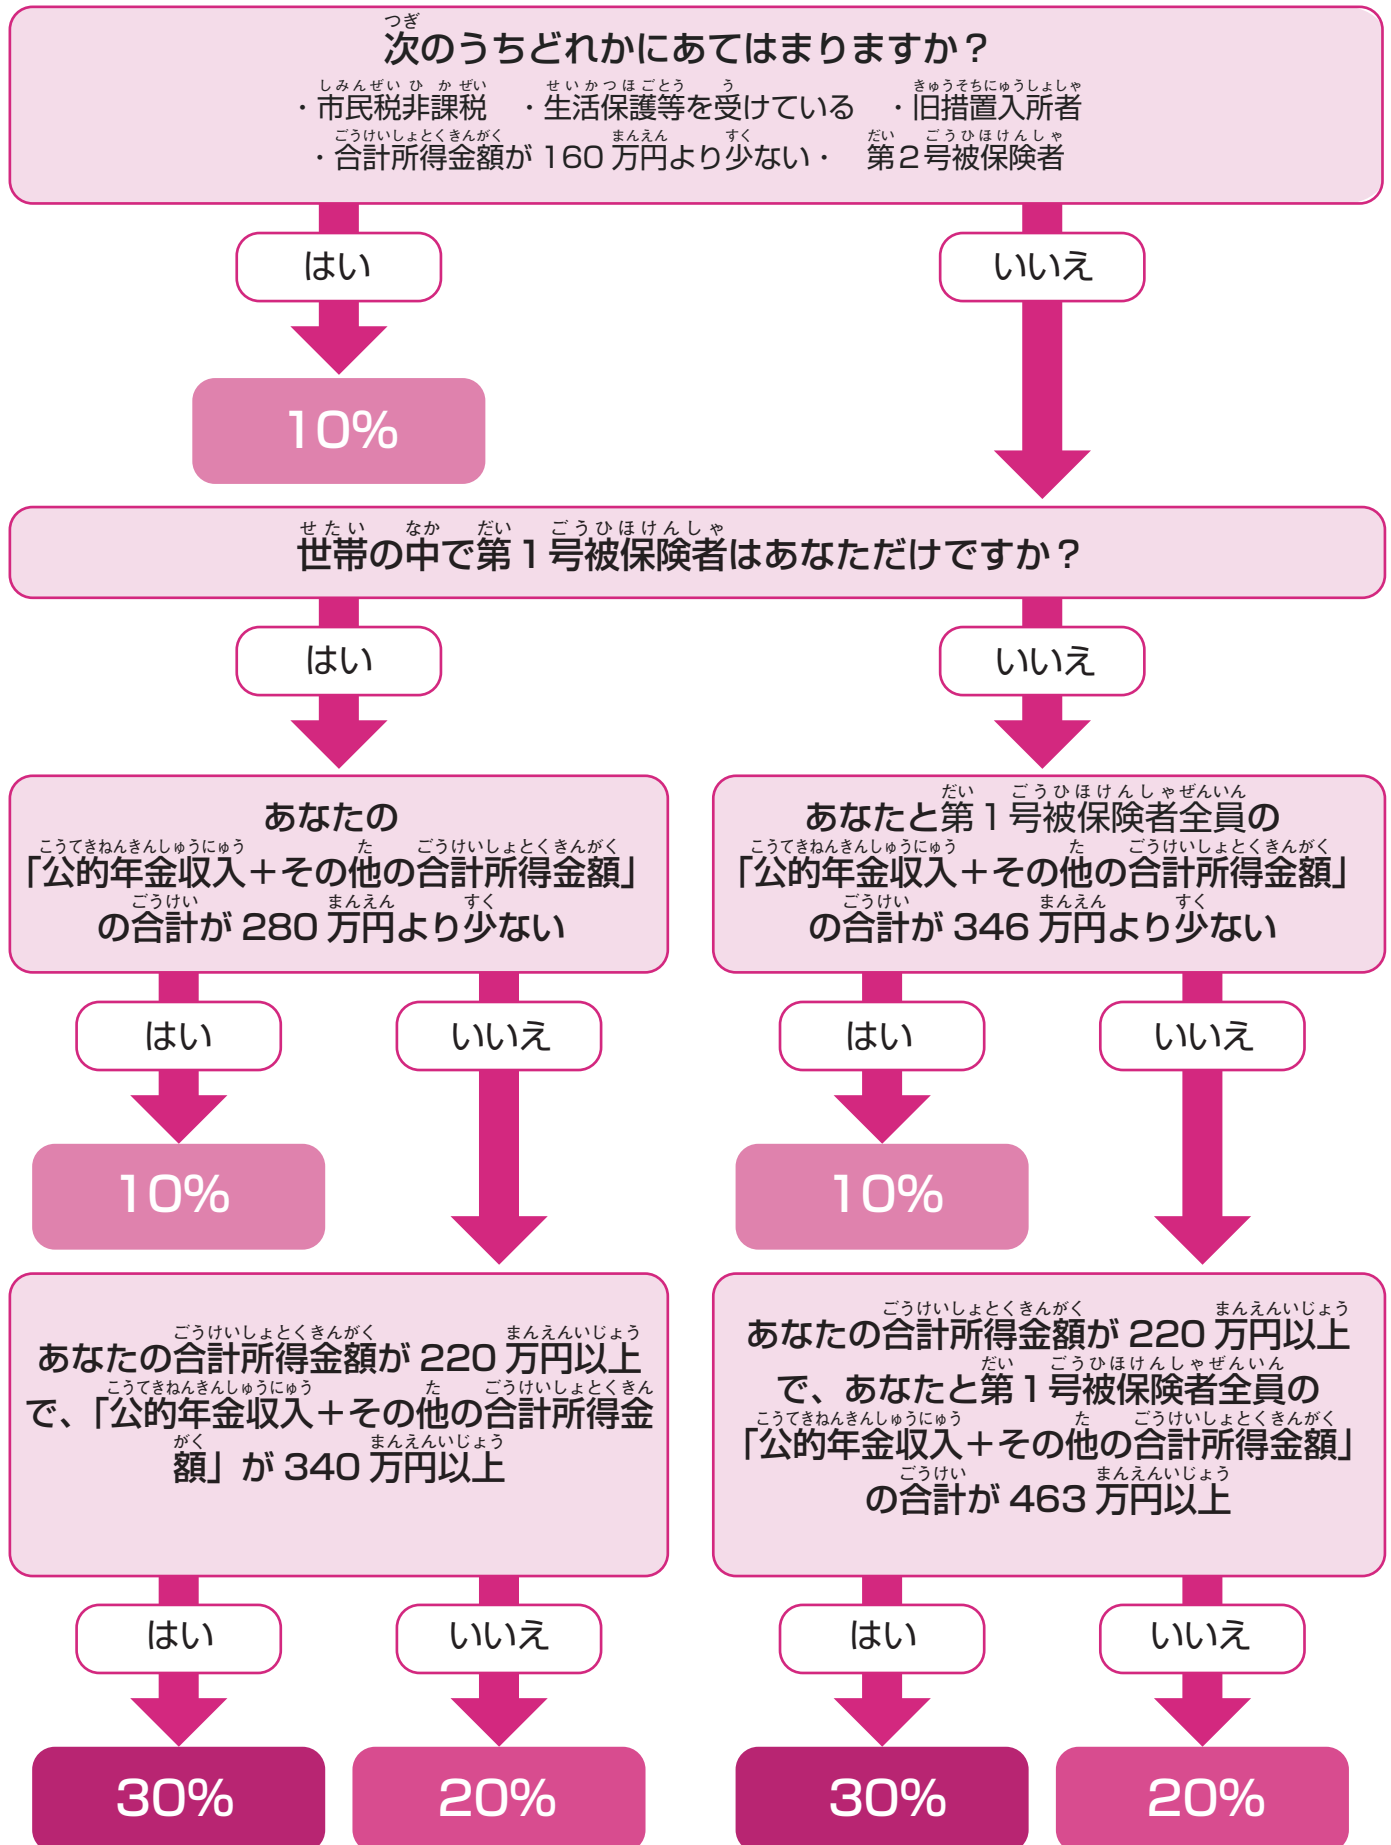 次のうちどれかにあてはまりますか？
・市民税非課税　・生活保護等を受けている　・旧措置入所者
・合計所得金額が 160 万円より少ない・　第２号被保険者
はい
いいえ
10%
世帯の中で第１号被保険者はあなただけですか？
はい
いいえ
あなたの
「公的年金収入＋その他の合計所得金額」
の合計が 280 万円より少ない
あなたと第１号被保険者全員の
「公的年金収入＋その他の合計所得金額」
の合計が 346 万円より少ない
はい
いいえ
はい
いいえ
10%
10%
あなたの合計所得金額が 220 万円以上
で、「公的年金収入＋その他の合計所得金
額」が 340 万円以上
あなたの合計所得金額が 220 万円以上
で、あなたと第１号被保険者全員の
「公的年金収入＋その他の合計所得金額」
の合計が 463 万円以上
はい
いいえ
はい
いいえ
30%
20%
30%
20%